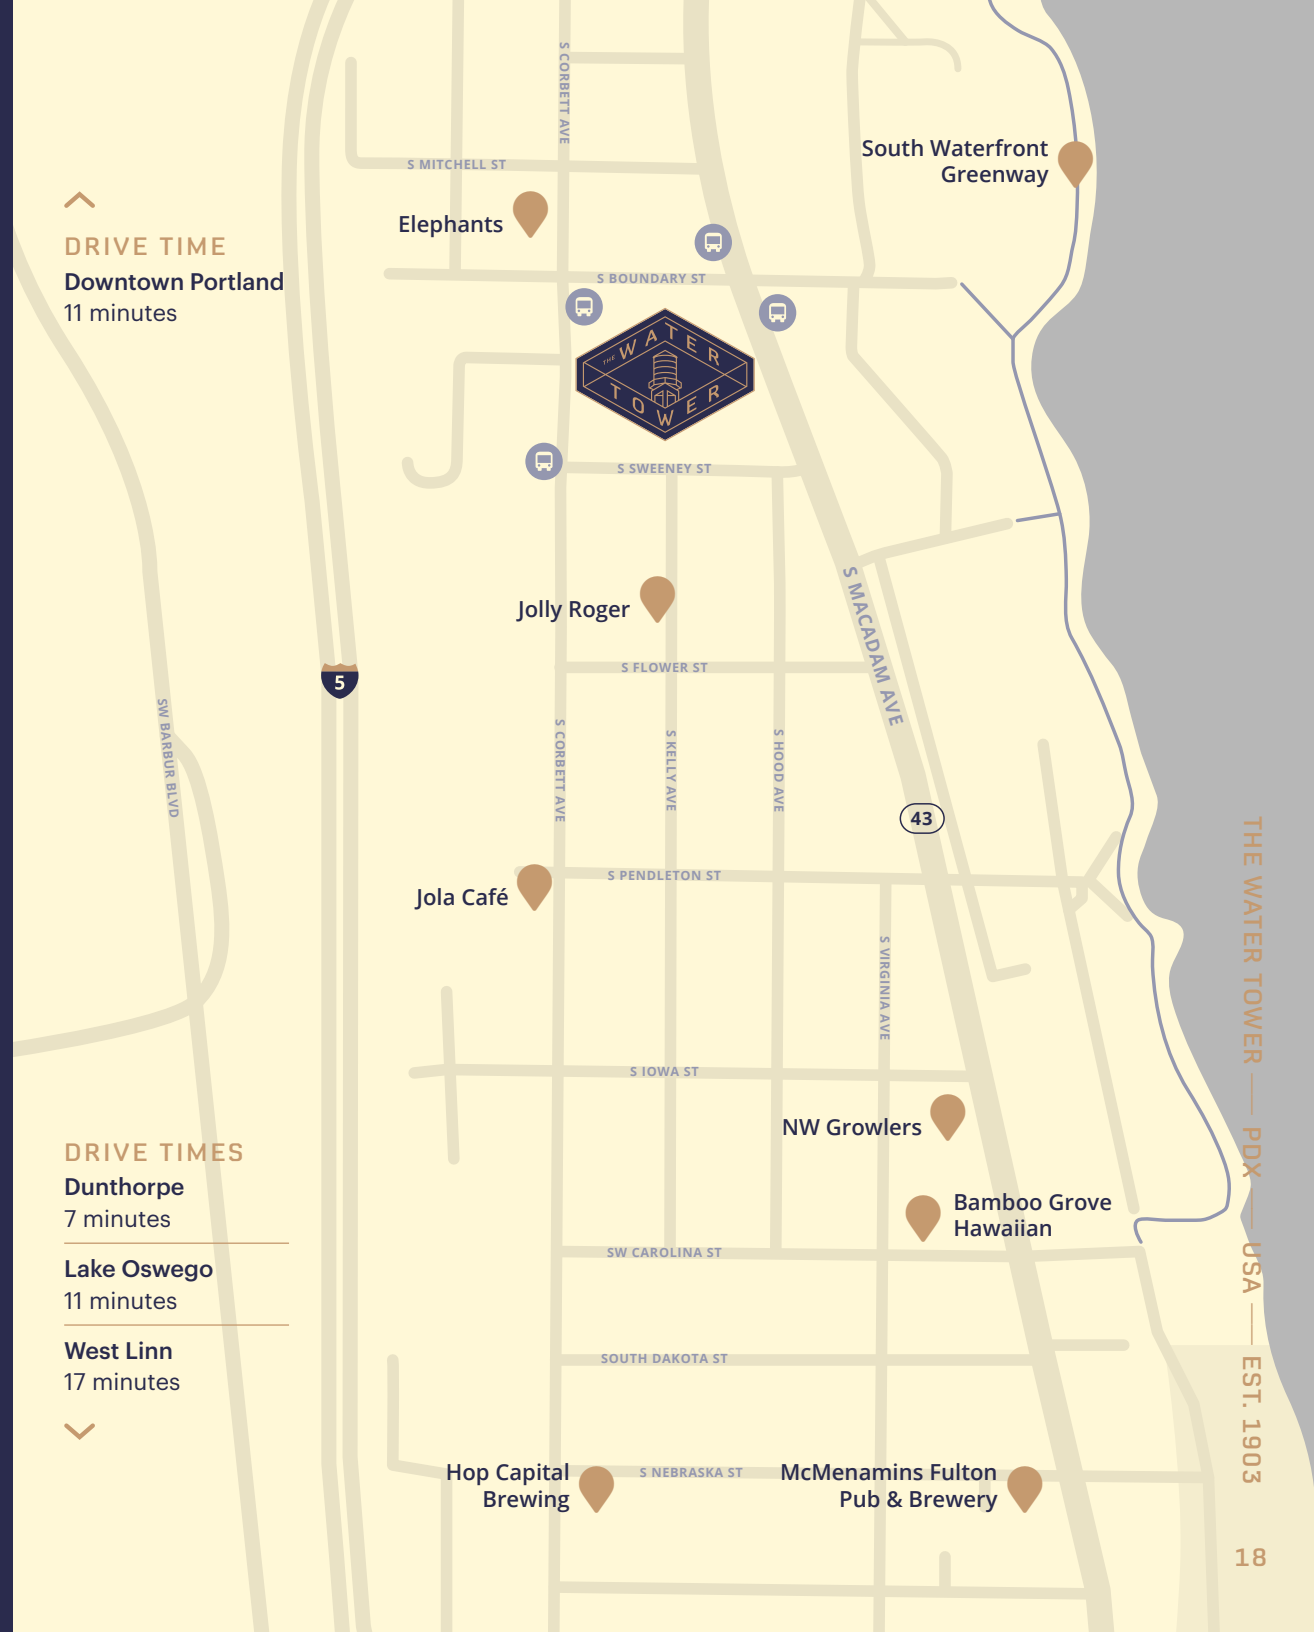 S CORBETT AVE
S MITCHELL ST
South Waterfront
Greenway
Elephants
DRIVE TIME
Downtown Portland
11 minutes
S BOUNDARY ST
THE WATER
TOWER
S SWEENEY ST
Jolly Roger
S MACADAM AVE
S FLOWER ST
5
SW BARBUR BLVD
S CORBETT AVE
S KELLY AVE
S HOOD AVE
43
S PENDLETON ST
Jola Café
S VIRGINIA AVE
S IOWA ST
NW Growlers
DRIVE TIMES
Dunthorpe
7 minutes
Lake Oswego
11 minutes
West Linn
17 minutes
Bamboo Grove
Hawaiian
SW CAROLINA ST
SOUTH DAKOTA ST
Hop Capital
Brewing
S NEBRASKA ST
McMenamins Fulton
Pub & Brewery
THE WATER TOWER — PDX — USA — EST. 1903
18